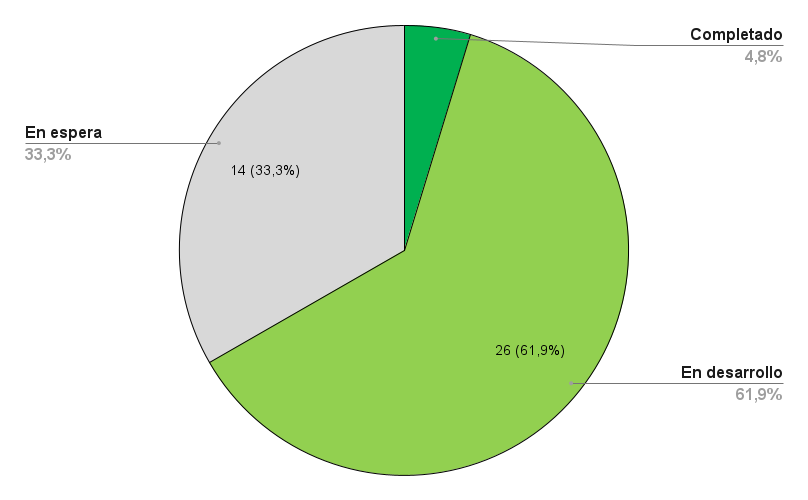 Completado
4,8%
En espera
33,3%
14 (33,3%)
26 (61,9%)
En desarrollo
61,9%